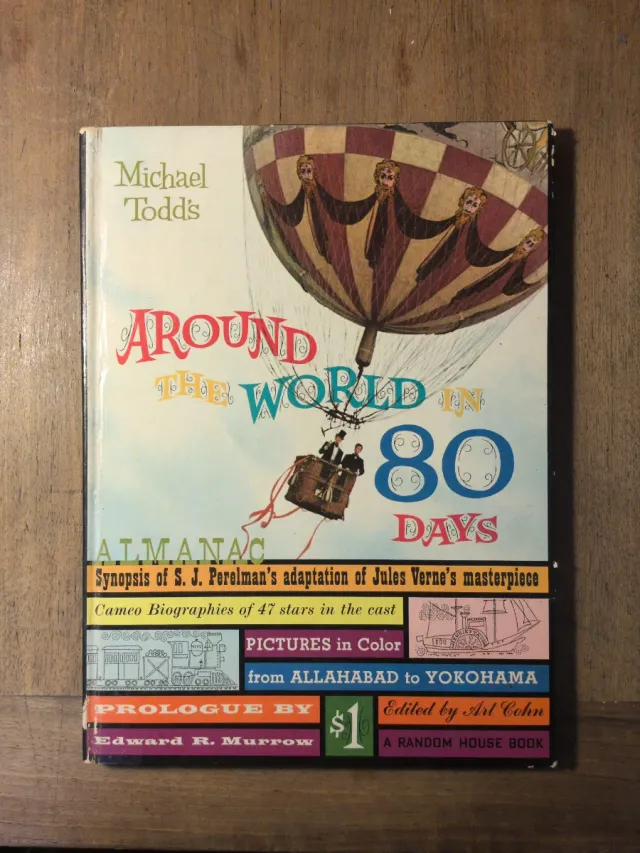 Michael
Todd's
AROUND
THE WORLD IN
80
DAYS
ALMANAC
Synopsis of S. J. Perelman's adaptation of Jules Verne's masterpiece
Cameo Biographies of 47 stars in the cast
PICTURES in Color
from ALLAHABAD to YOKOHAMA
PROLOGUE BY
Edward R. Murrow
$1
Edited by Art Cohn
A RANDOM HOUSE BOOK